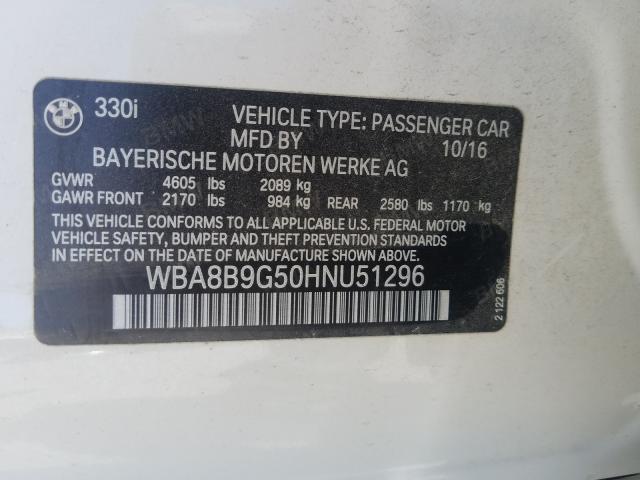 330i VEHICLE TYPE: PASSENGER CAR
MFD BY 10/16
BAYERISCHE MOTOREN WERKE AG
GVWR 4605 lbs 2089 kg
GAWR FRONT 2170 lbs 984 kg REAR 2580 lbs 1170 kg
THIS VEHICLE CONFORMS TO ALL APPLICABLE U.S. FEDERAL MOTOR
VEHICLE SAFETY, BUMPER, AND THEFT PREVENTION STANDARDS
IN EFFECT ON THE DATE OF MANUFACTURE SHOWN ABOVE.
WBA8B9G50HNU51296
2 122 606